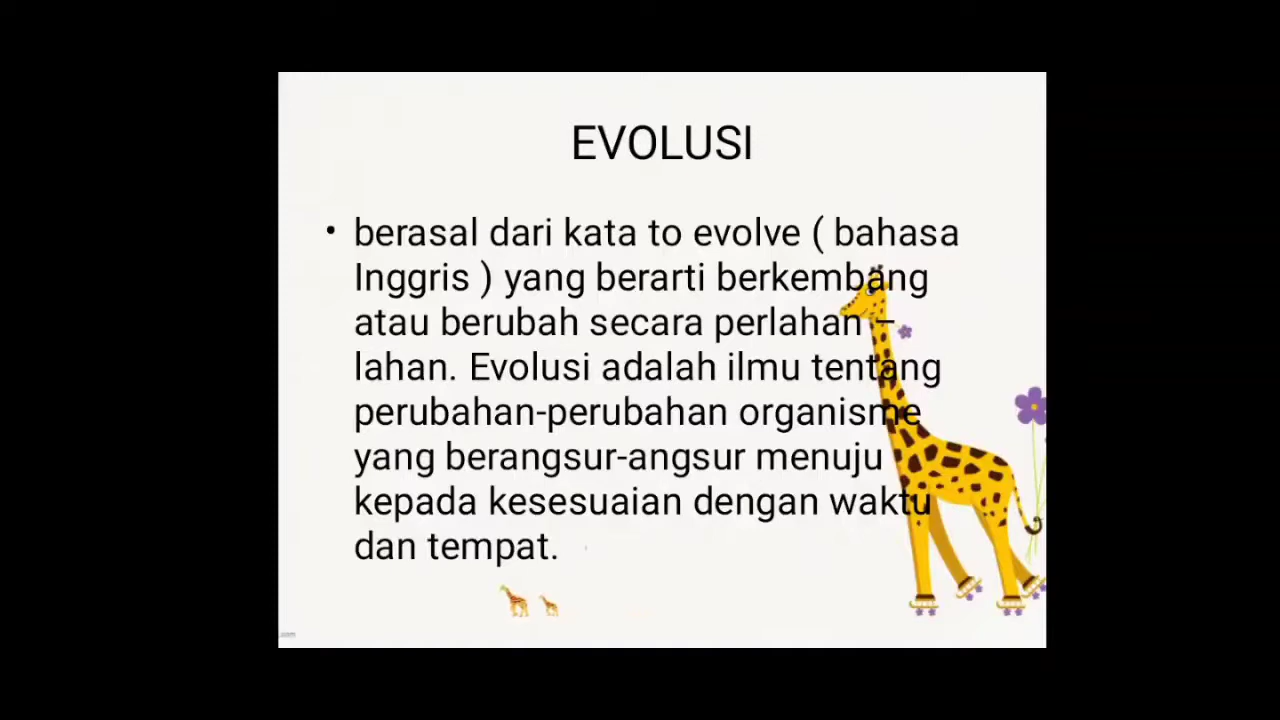 EVOLUSI
• berasal dari kata to evolve ( bahasa
Inggris ) yang berarti berkembang
atau berubah secara perlahan –
lahan. Evolusi adalah ilmu tentang
perubahan-perubahan organisme
yang berangsur-angsur menuju
kepada kesesuaian dengan waktu
dan tempat.
.com